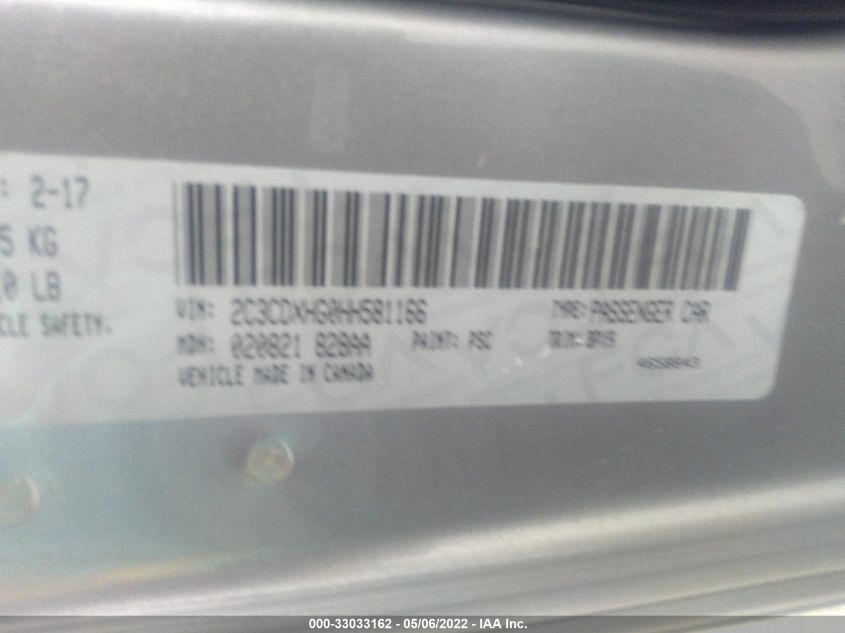 : 2-17
5 KG
0 LB
CLE SAFETY.
VIN: 2C3CDXHG0HH581166 TYPE: PASSENGER CAR
MDH: 020821 828AA PAINT: PSC TRIM:
VEHICLE MADE IN CANADA 4658843
000-33033162 - 05/06/2022 - IAA Inc.